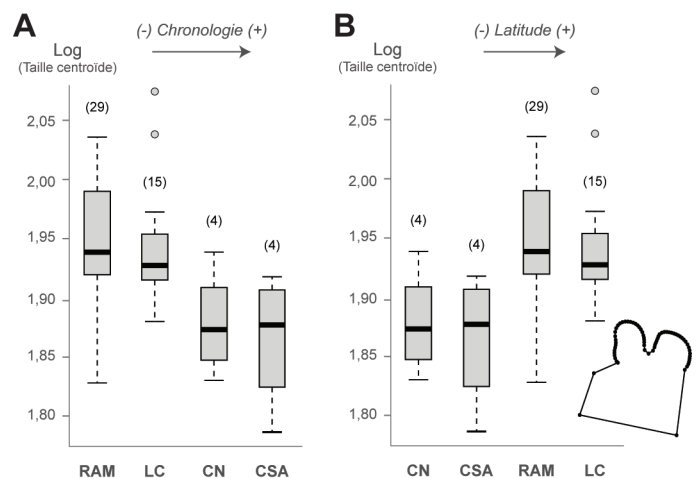 A
(-) Chronologie (+)
Log
(Taille centroïde)
2,05
2,00
1,95
1,90
1,85
1,80
(29)
(15)
(4)
(4)
RAM LC CN CSA
B
(-) Latitude (+)
Log
(Taille centroïde)
2,05
2,00
1,95
1,90
1,85
1,80
(4)
(4)
(29)
(15)
CN CSA RAM LC